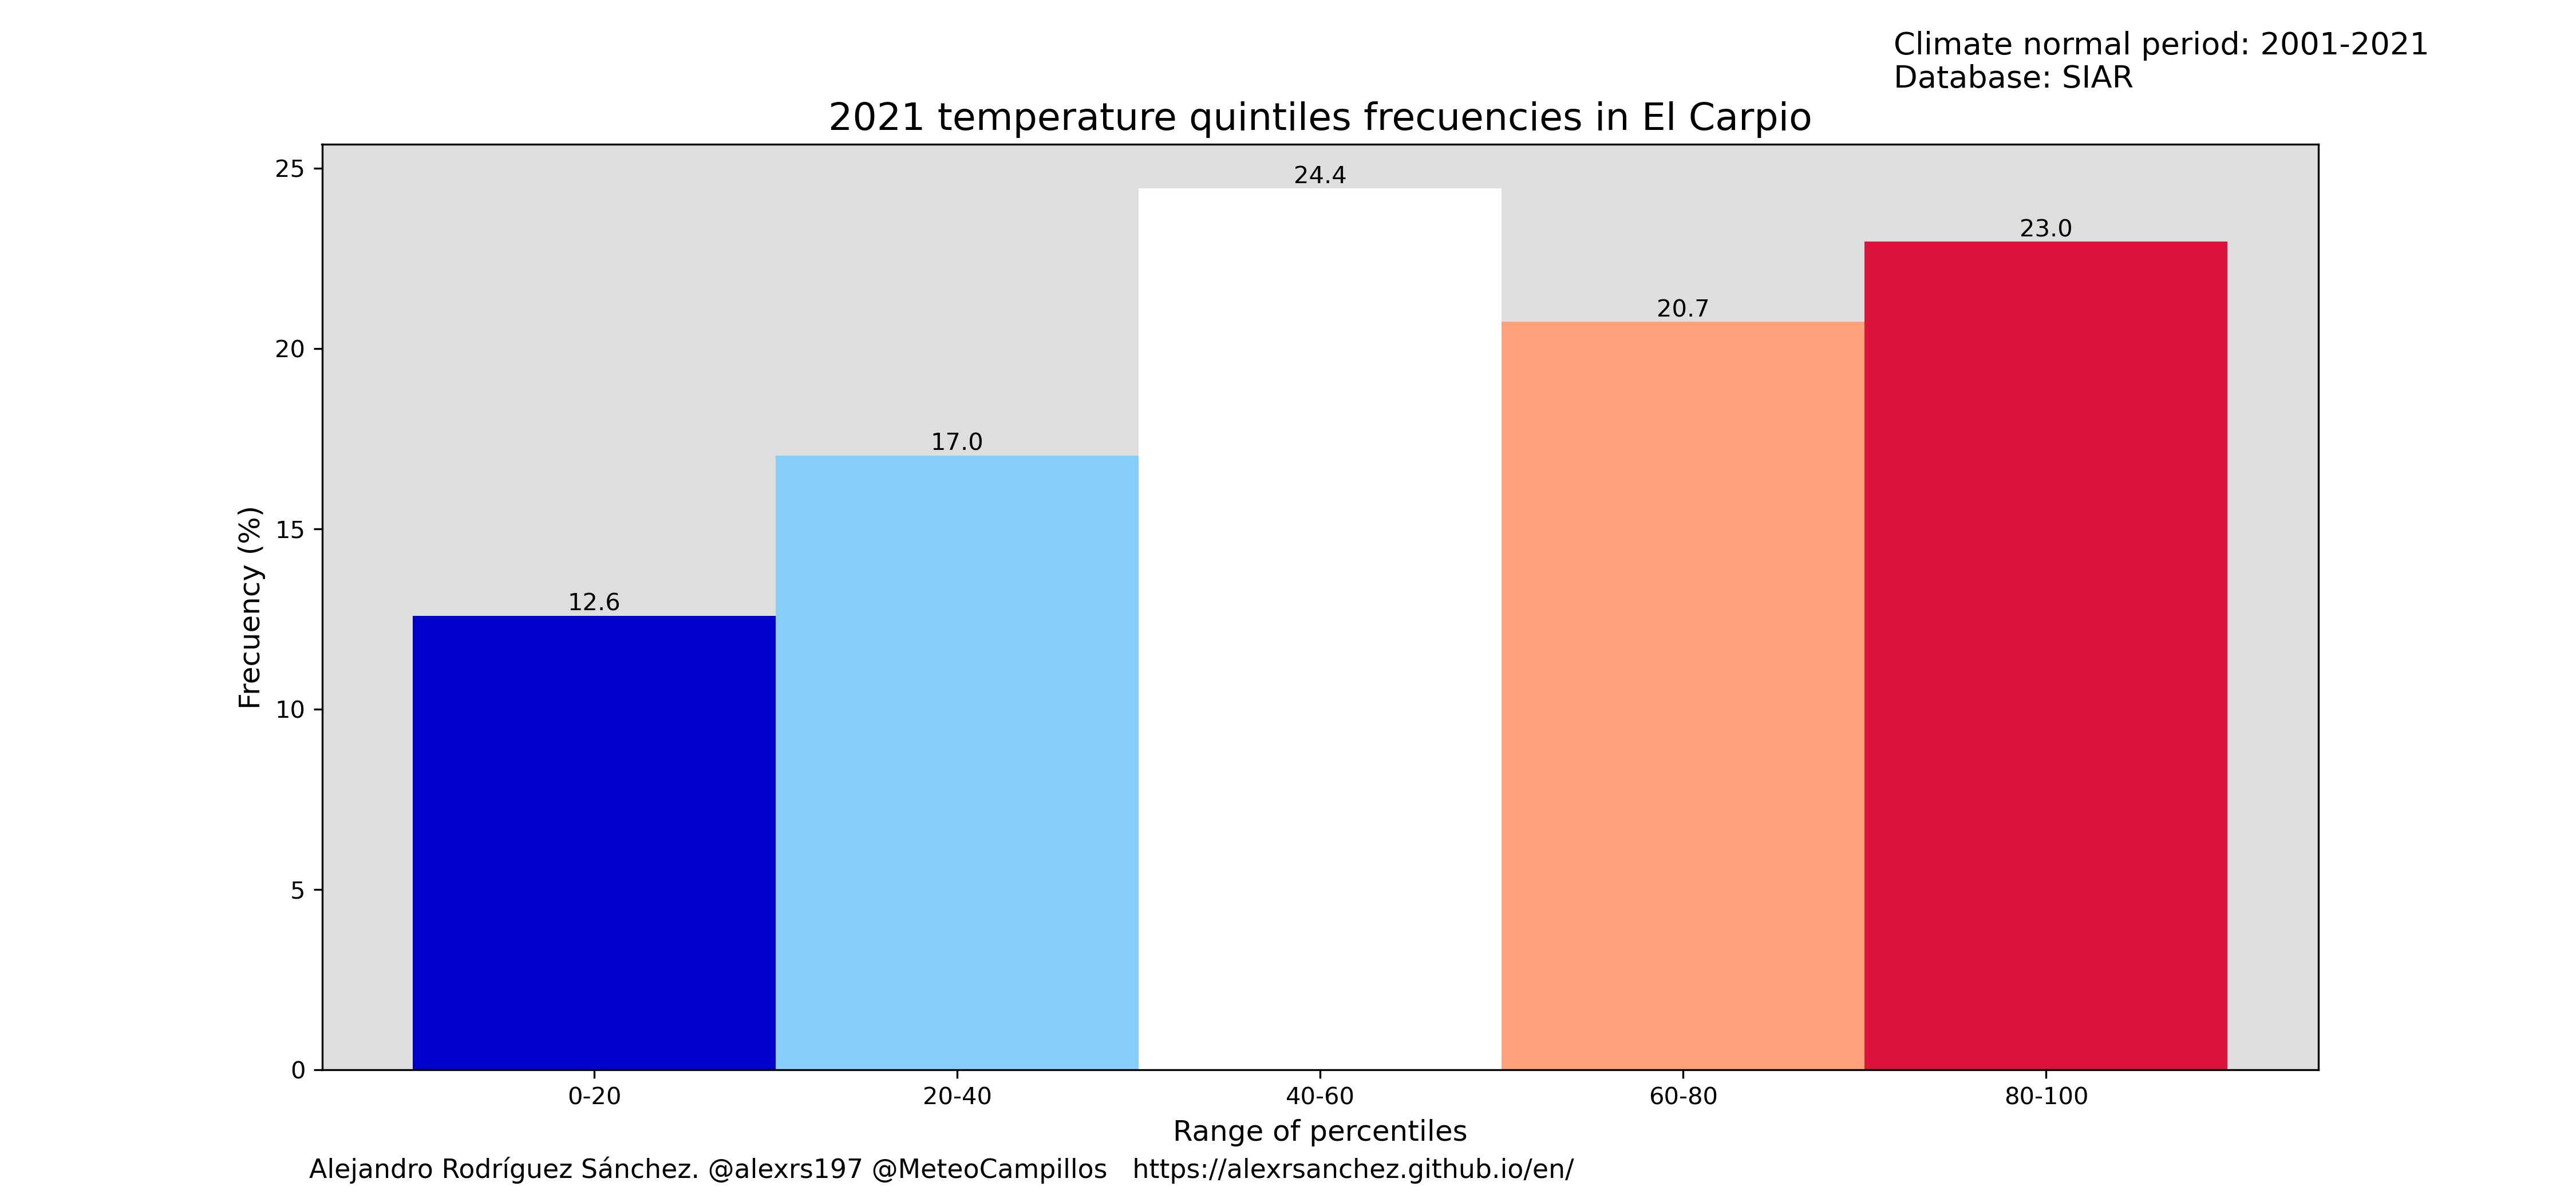 Climate normal period: 2001-2021
Database: SIAR
2021 temperature quintiles frecuencies in El Carpio
25
20
15
10
5
0
Frecuency (%)
12.6
17.0
24.4
20.7
23.0
0-20
20-40
40-60
60-80
80-100
Range of percentiles
Alejandro Rodríguez Sánchez. @alexrs197 @MeteoCampillos https://alexrsanchez.github.io/en/